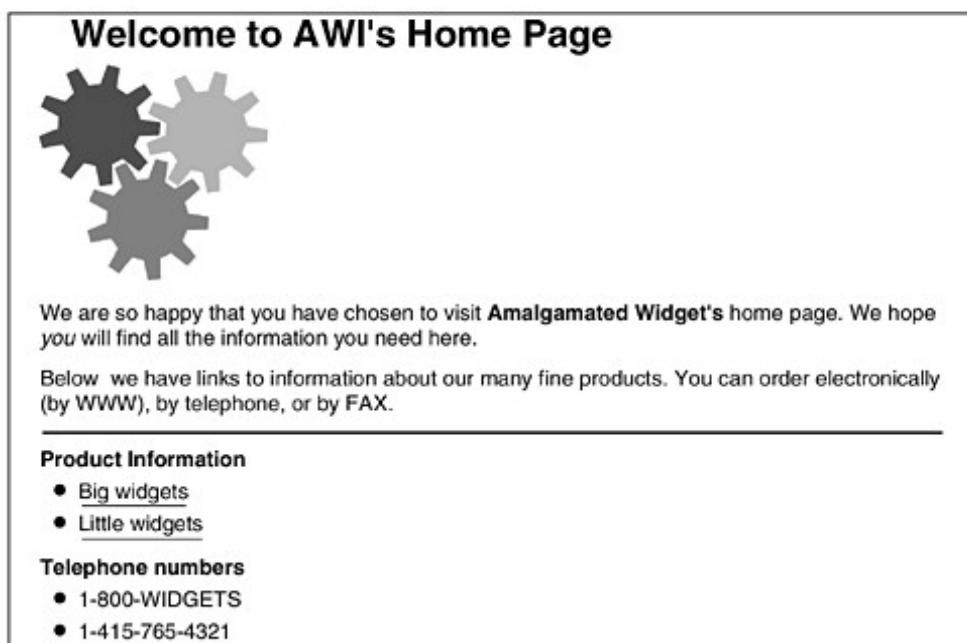 Welcome to AWI's Home Page
We are so happy that you have chosen to visit Amalgamated Widget's home page. We hope
you will find all the information you need here.
Below we have links to information about our many fine products. You can order electronically
(by WWW), by telephone, or by FAX.
Product Information
Big widgets
Little widgets
Telephone numbers
1-800-WIDGETS
1-415-765-4321